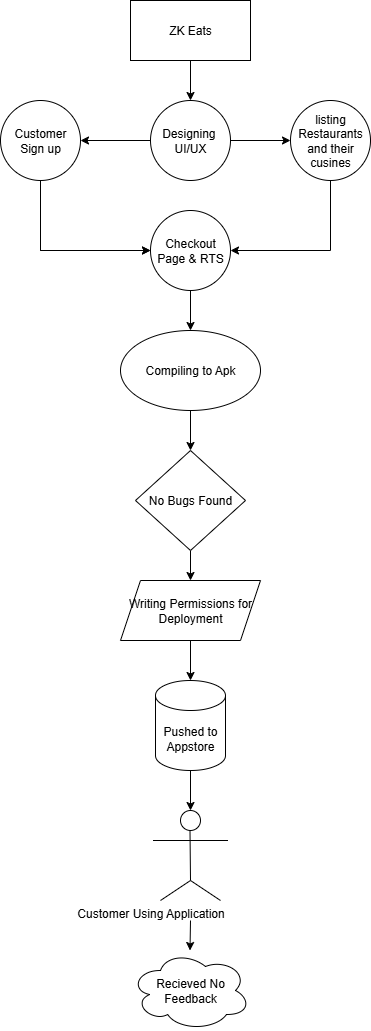 ZK Eats
Customer
Sign up
Designing
UI/UX
listing
Restaurants
and their
cusines
Checkout
Page & RTS
Compiling to Apk
No Bugs Found
Writing Permissions for
Deployment
Pushed to
Appstore
Customer Using Application
Recieved No
Feedback